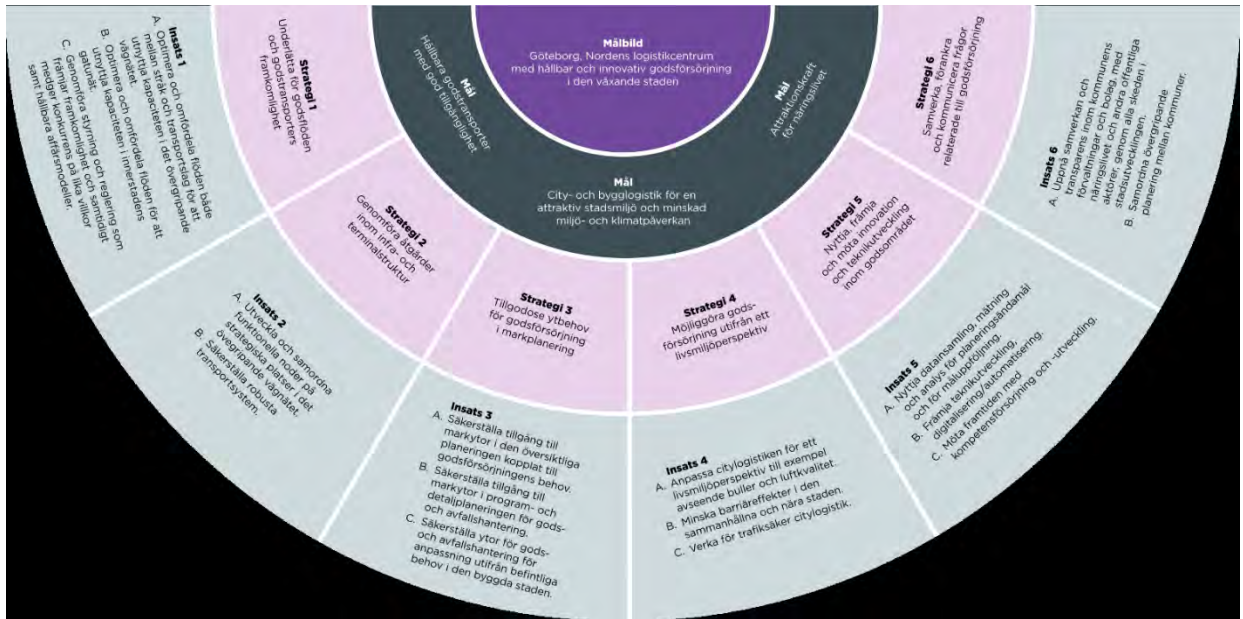 Målbild
Göteborg, Nordens logistikcentrum
med hållbar och innovativ godsförsörjning
i den växande staden
Mål
Hållbara godstransporter
med god tillgänglighet
Mål
City- och bygglogistik för en
attraktiv stadsmiljö och minskad
miljö- och klimatpåverkan
Mål
Attraktionskraft
för näringslivet
Strategi 1
Underlätta för godsflöden
och godstransporters
framkomlighet
Strategi 2
Genomföra åtgärder
inom infra- och
terminalstruktur
Strategi 3
Tillgodose ytbehov
för godsförsörjning
i markplanering
Strategi 4
Möjliggöra gods-
försörjning utifrån ett
livsmiljöperspektiv
Strategi 5
Nyttja, främja
och möta innovation
och teknikutveckling
inom godsområdet
Strategi 6
Samverka, förankra
och kommunicera frågor
relaterade till godsförsörjning
Insats 1
A. Optimera och omfördela flöden både
mellan stråk och transportslag för att
utnyttja kapaciteten i det övergripande
vägnätet.
B. Optimera och omfördela flöden för att
utnyttja kapaciteten i innerstadens
gatunät.
C. Genomföra styrning och reglering som
främjar framkomlighet och samtidigt
medger konkurrens på lika villkor
samt hållbara affärsmodeller.
Insats 2
A. Utveckla och samordna
funktionella noder på
strategiska platser i det
övegripande vägnätet.
B. Säkerställa robusta
transportsystem.
Insats 3
A. Säkerställa tillgång till
markytor i den översiktliga
planeringen kopplat till
godsförsörjningens behov.
B. Säkerställa tillgång till
markytor i program- och
detaljplaneringen för gods-
och avfallshantering.
C. Säkerställa ytor för gods-
och avfallshantering för
anpassning utifrån befintliga
behov i den byggda staden.
Insats 4
A. Anpassa citylogistiken för ett
livsmiljöperspektiv till exempel
avseende buller och luftkvalitet.
B. Minska barriäreffekter i den
sammanhållna och nära staden.
C. Verka för trafiksäker citylogistik.
Insats 5
A. Nyttja datainsamling, mätning
och analys för planeringsändamål
och för måluppföljning.
B. Främja teknikutveckling,
digitalisering/automatisering.
C. Möta framtiden med
kompetensförsörjning och -utveckling.
Insats 6
A. Uppnå samverkan och
transparens inom kommunens
förvaltningar och bolag, med
näringslivet och andra offentliga
aktörer, genom alla skeden i
stadsutvecklingen.
B. Samordna övergripande
planering mellan kommuner.